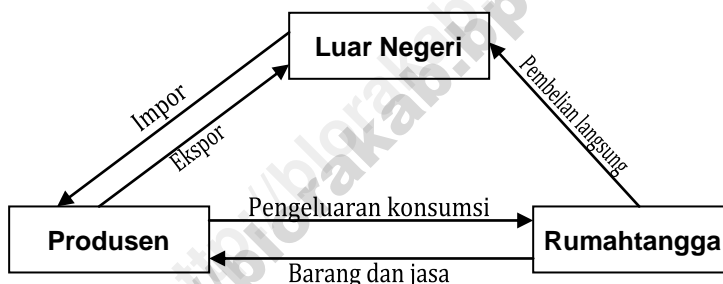 Luar Negeri
Impor
Ekspor
Pembelian langsung
Pengeluaran konsumsi
Produsen
Rumahtangga
Barang dan jasa